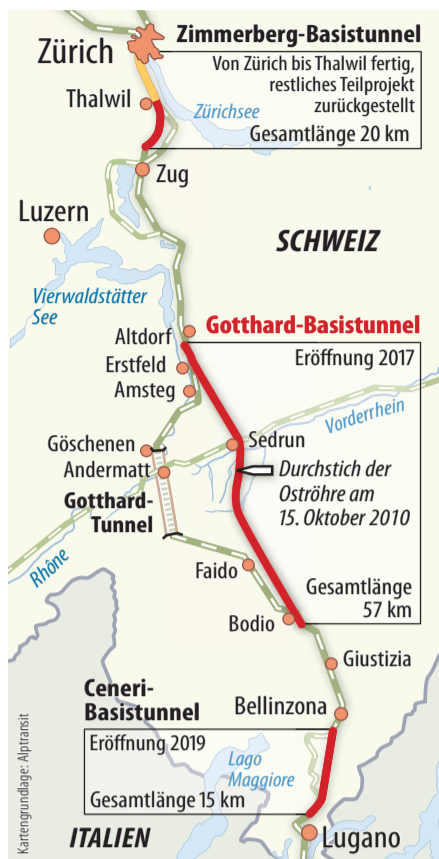 Zimmerberg-Basistunnel
Zürich
Von Zürich bis Thalwil fertig,
restliches Teilprojekt
zurückgestellt
Thalwil
Zürichsee
Gesamtlänge 20 km
Zug
Luzern
SCHWEIZ
Vierwaldstätter
See
Gotthard-Basistunnel
Altdorf
Eröffnung 2017
Erstfeld
Amsteg
Vorderrhein
Göschenen
Sedrun
Andermatt
Durchstich der
Oströhre am
15. Oktober 2010
Gotthard-
Tunnel
Rhône
Faido
Gesamtlänge
57 km
Bodio
Giustizia
Ceneri-
Basistunnel
Bellinzona
Eröffnung 2019
Lago
Maggiore
Gesamtlänge 15 km
ITALIEN
Lugano
Kartengrundlage: Alptransit